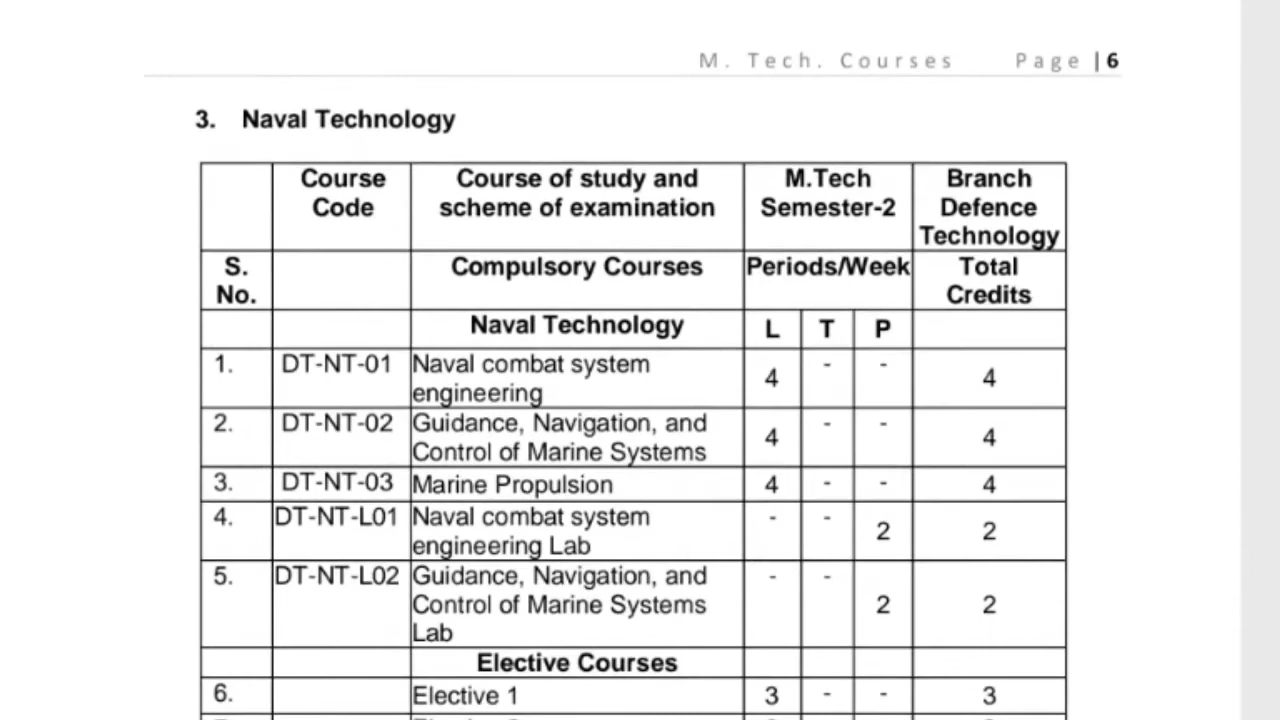 M. Tech. Courses Page | 6
3. Naval Technology
Course Code Course of study and scheme of examination M.Tech Semester-2 Branch Defence Technology
S. No. Compulsory Courses Periods/Week Total Credits
Naval Technology L T P
1. DT-NT-01 Naval combat system engineering 4 - - 4
2. DT-NT-02 Guidance, Navigation, and Control of Marine Systems 4 - - 4
3. DT-NT-03 Marine Propulsion 4 - - 4
4. DT-NT-L01 Naval combat system engineering Lab - - 2 2
5. DT-NT-L02 Guidance, Navigation, and Control of Marine Systems Lab - - 2 2
Elective Courses
6. Elective 1 3 - - 3